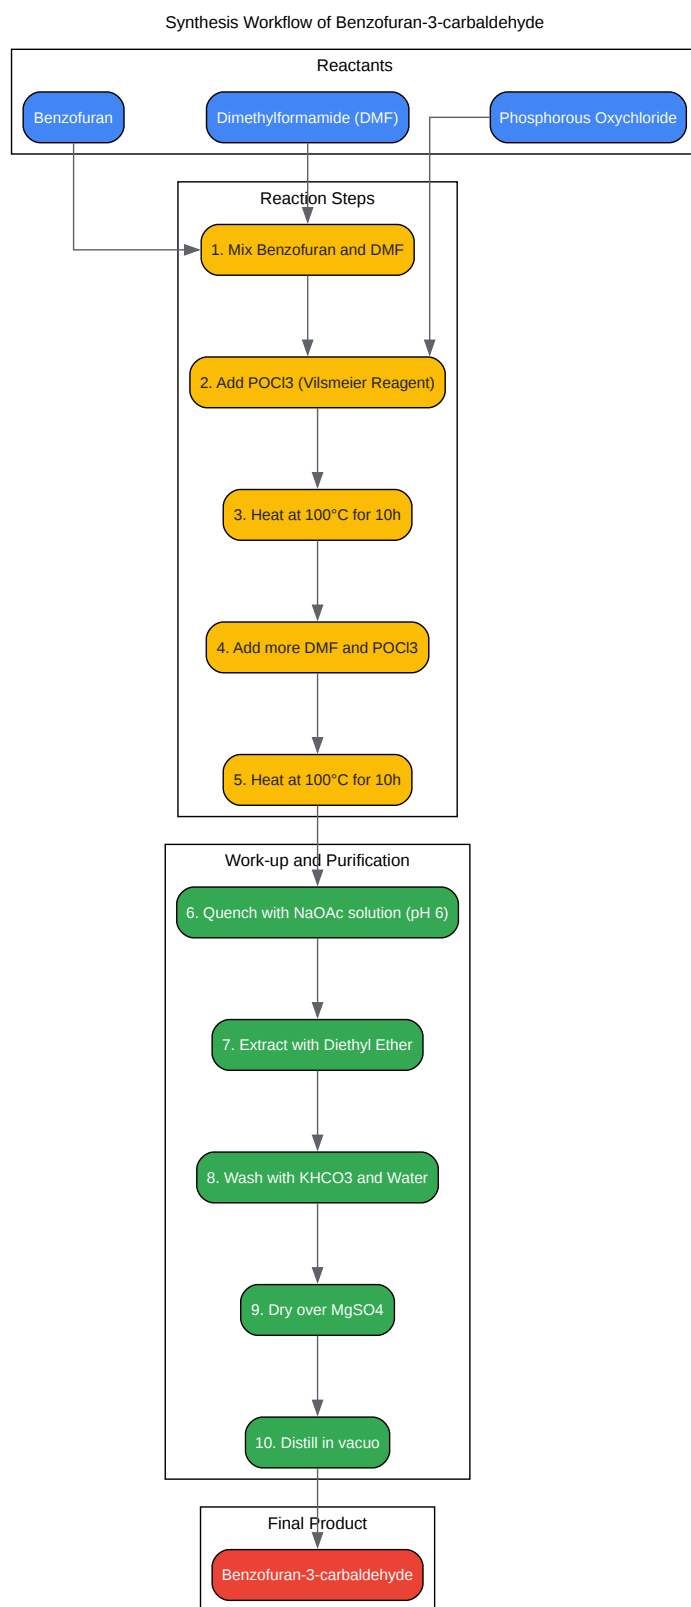 Synthesis Workflow of Benzofuran-3-carbaldehyde
Reactants
Benzofuran
Dimethylformamide (DMF)
Phosphorous Oxychloride
Reaction Steps
1. Mix Benzofuran and DMF
2. Add POCl3 (Vilsmeier Reagent)
3. Heat at 100°C for 10h
4. Add more DMF and POCl3
5. Heat at 100°C for 10h
Work-up and Purification
6. Quench with NaOAc solution (pH 6)
7. Extract with Diethyl Ether
8. Wash with KHCO3 and Water
9. Dry over MgSO4
10. Distill in vacuo
Final Product
Benzofuran-3-carbaldehyde